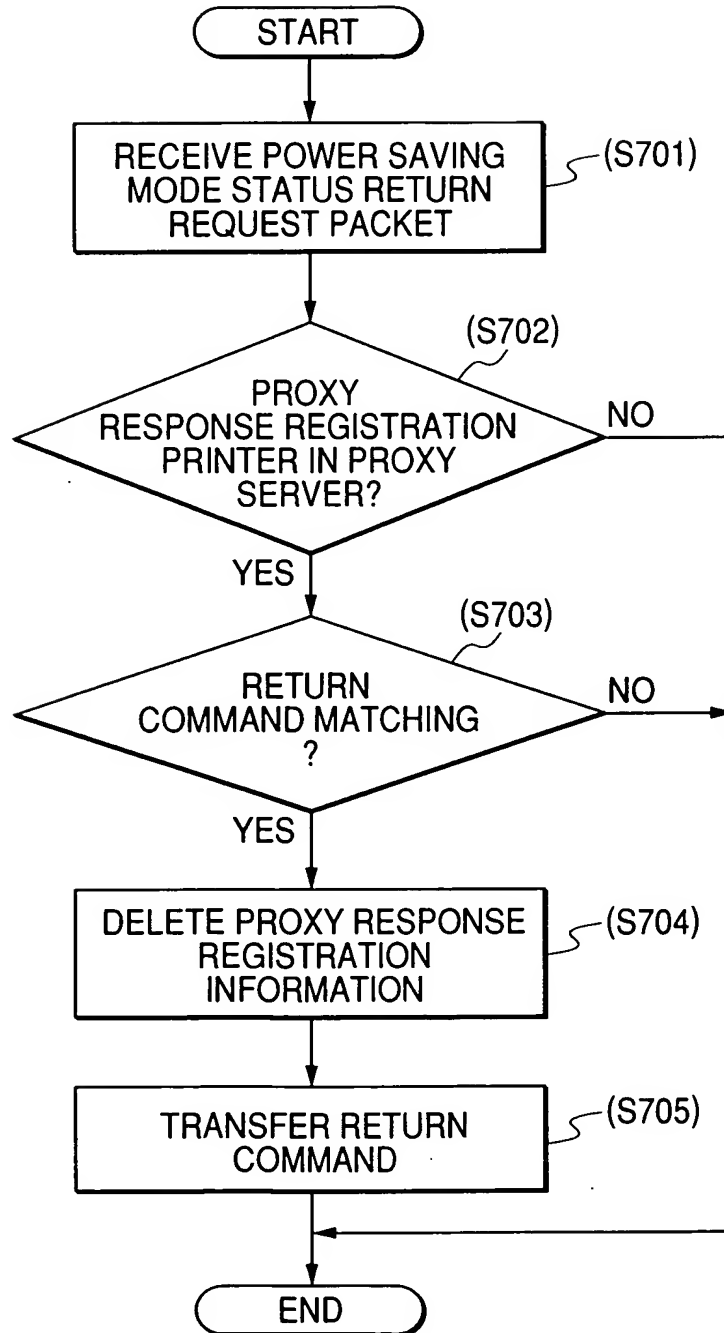 START
RECEIVE POWER SAVING
MODE STATUS RETURN
REQUEST PACKET
(S701)
(S702)
PROXY
RESPONSE REGISTRATION
PRINTER IN PROXY
SERVER?
NO
YES
(S703)
RETURN
COMMAND MATCHING
?
NO
YES
DELETE PROXY RESPONSE
REGISTRATION
INFORMATION
(S704)
TRANSFER RETURN
COMMAND
(S705)
END